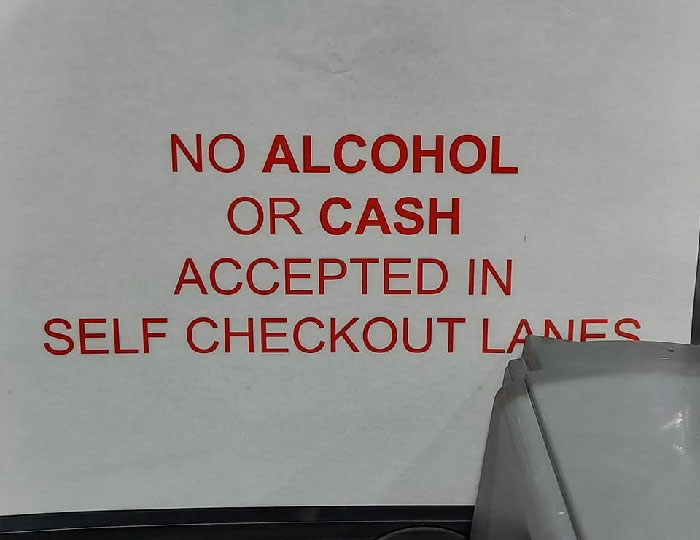 NO ALCOHOL
OR CASH
ACCEPTED IN
SELF CHECKOUT LANES